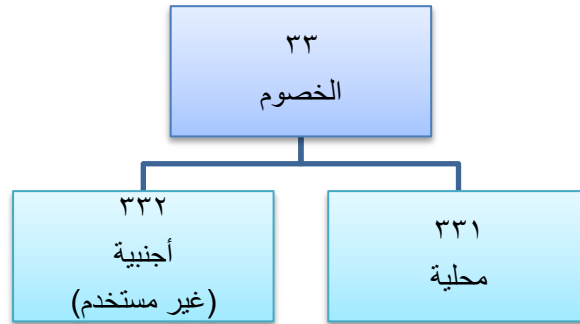 ٣٣
الخصوم
٣٣١
محلية
٣٣٢
أجنبية
(غير مستخدم)